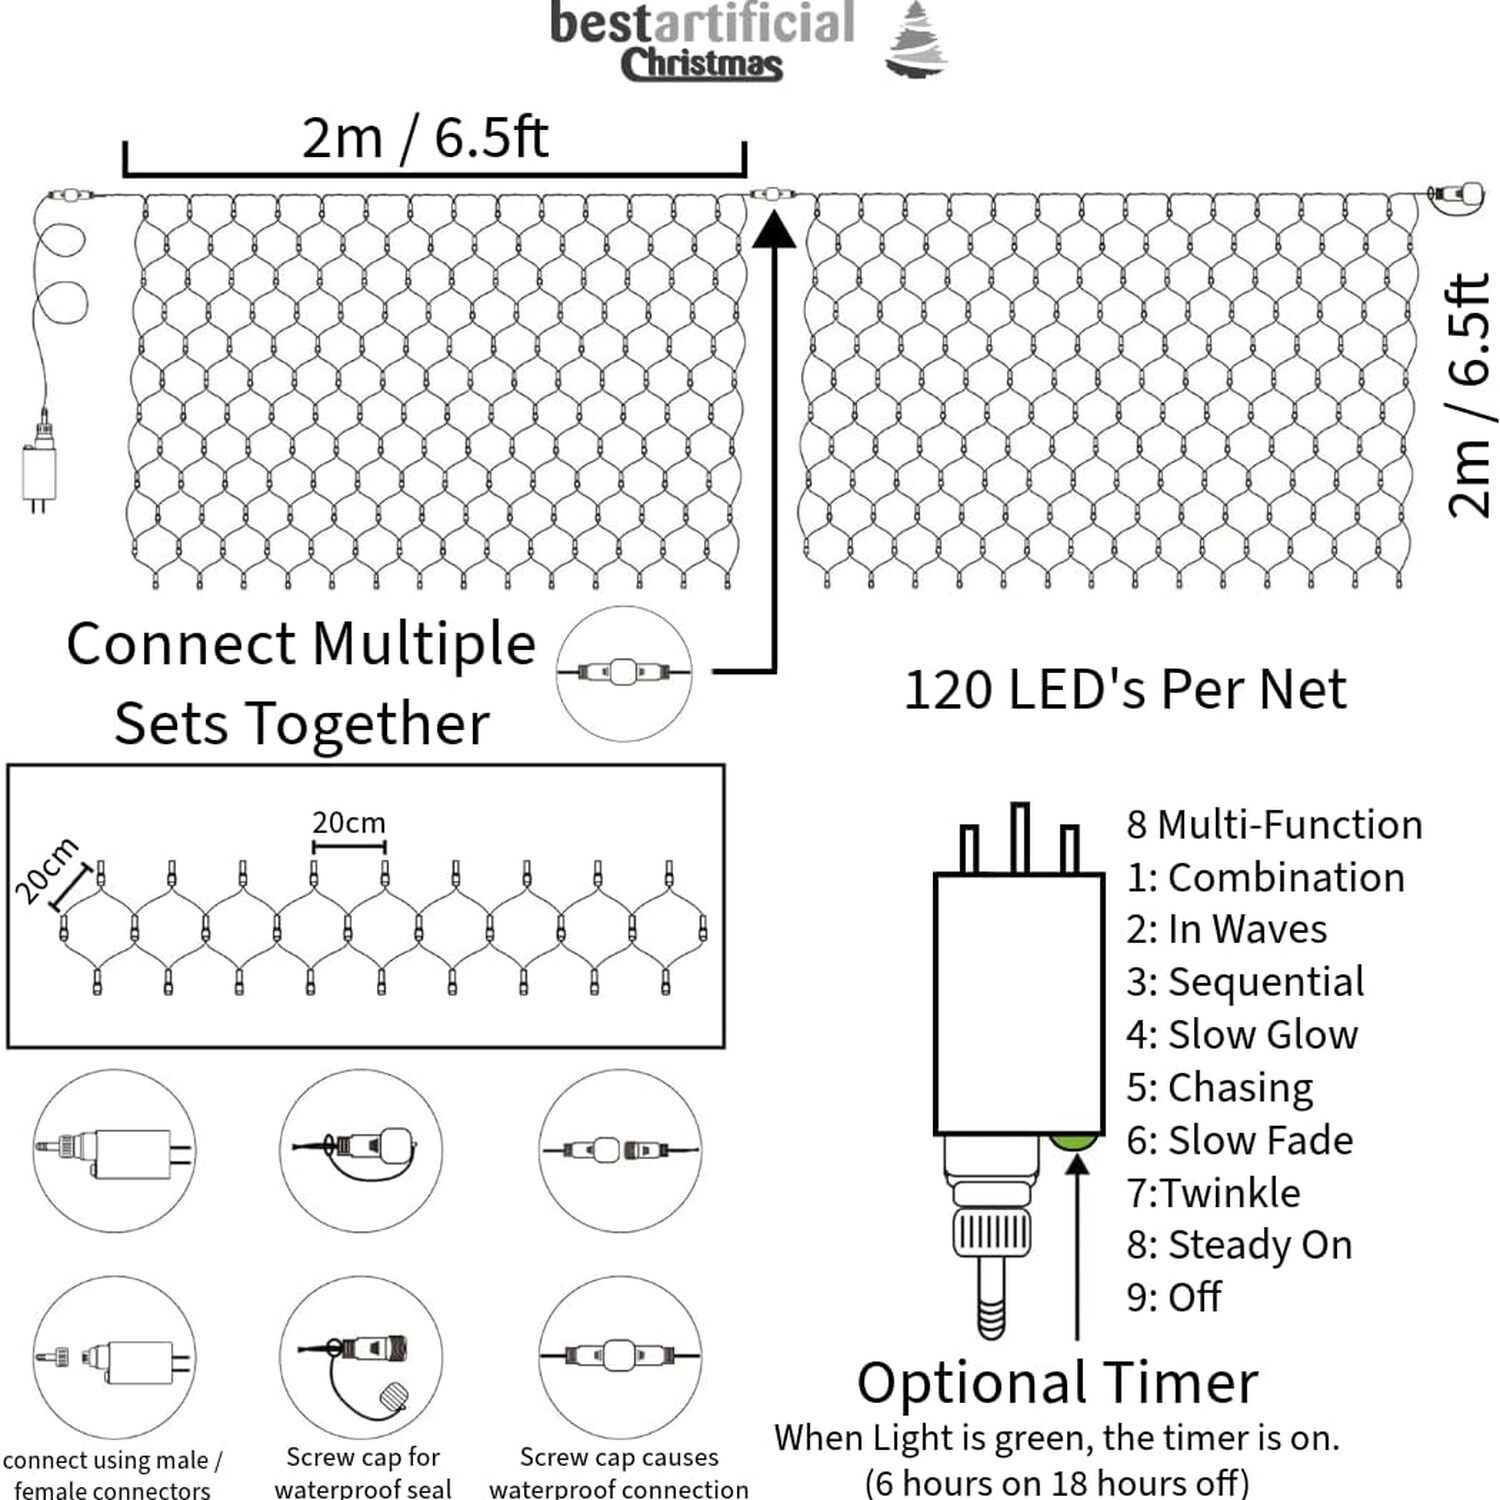 bestartificial
Christmas
2m / 6.5ft
2m / 6.5ft
Connect Multiple
Sets Together
120 LED's Per Net
20cm
20cm
8 Multi-Function
1: Combination
2: In Waves
3: Sequential
4: Slow Glow
5: Chasing
6: Slow Fade
7:Twinkle
8: Steady On
9: Off
Optional Timer
When Light is green, the timer is on.
(6 hours on 18 hours off)
connect using male /
female connectors
Screw cap for
waterproof seal
Screw cap causes
waterproof connection